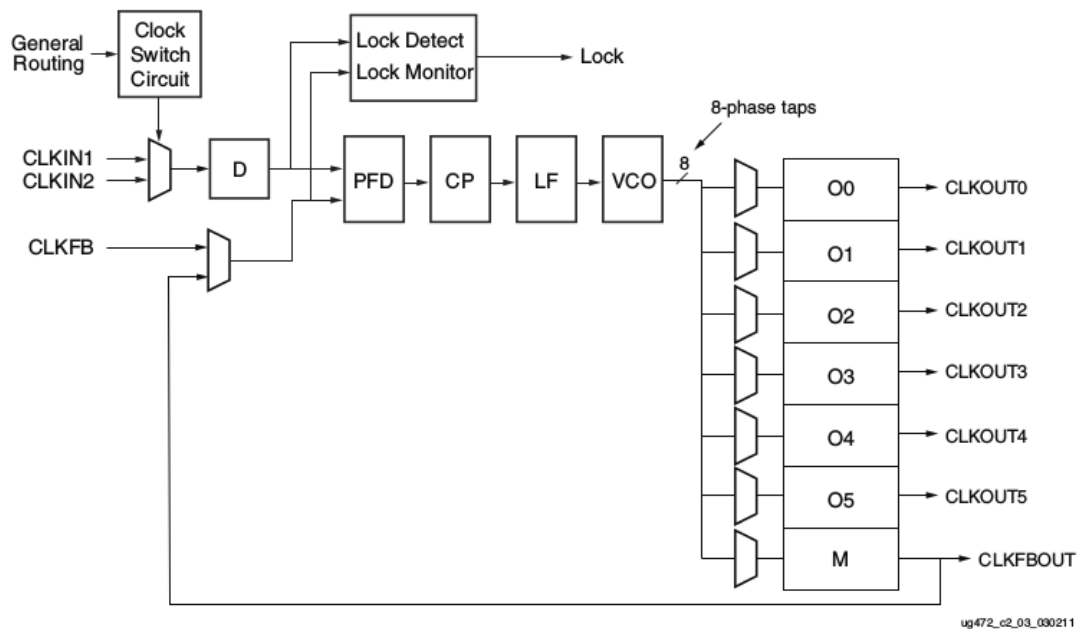 General
Routing
Clock
Switch
Circuit
Lock Detect
Lock Monitor
Lock
8-phase taps
CLKIN1
CLKIN2
D
PFD
CP
LF
VCO
8
CLKFB
O0
CLKOUT0
O1
CLKOUT1
O2
CLKOUT2
O3
CLKOUT3
O4
CLKOUT4
O5
CLKOUT5
M
CLKFBOUT
ug472_c2_03_030211